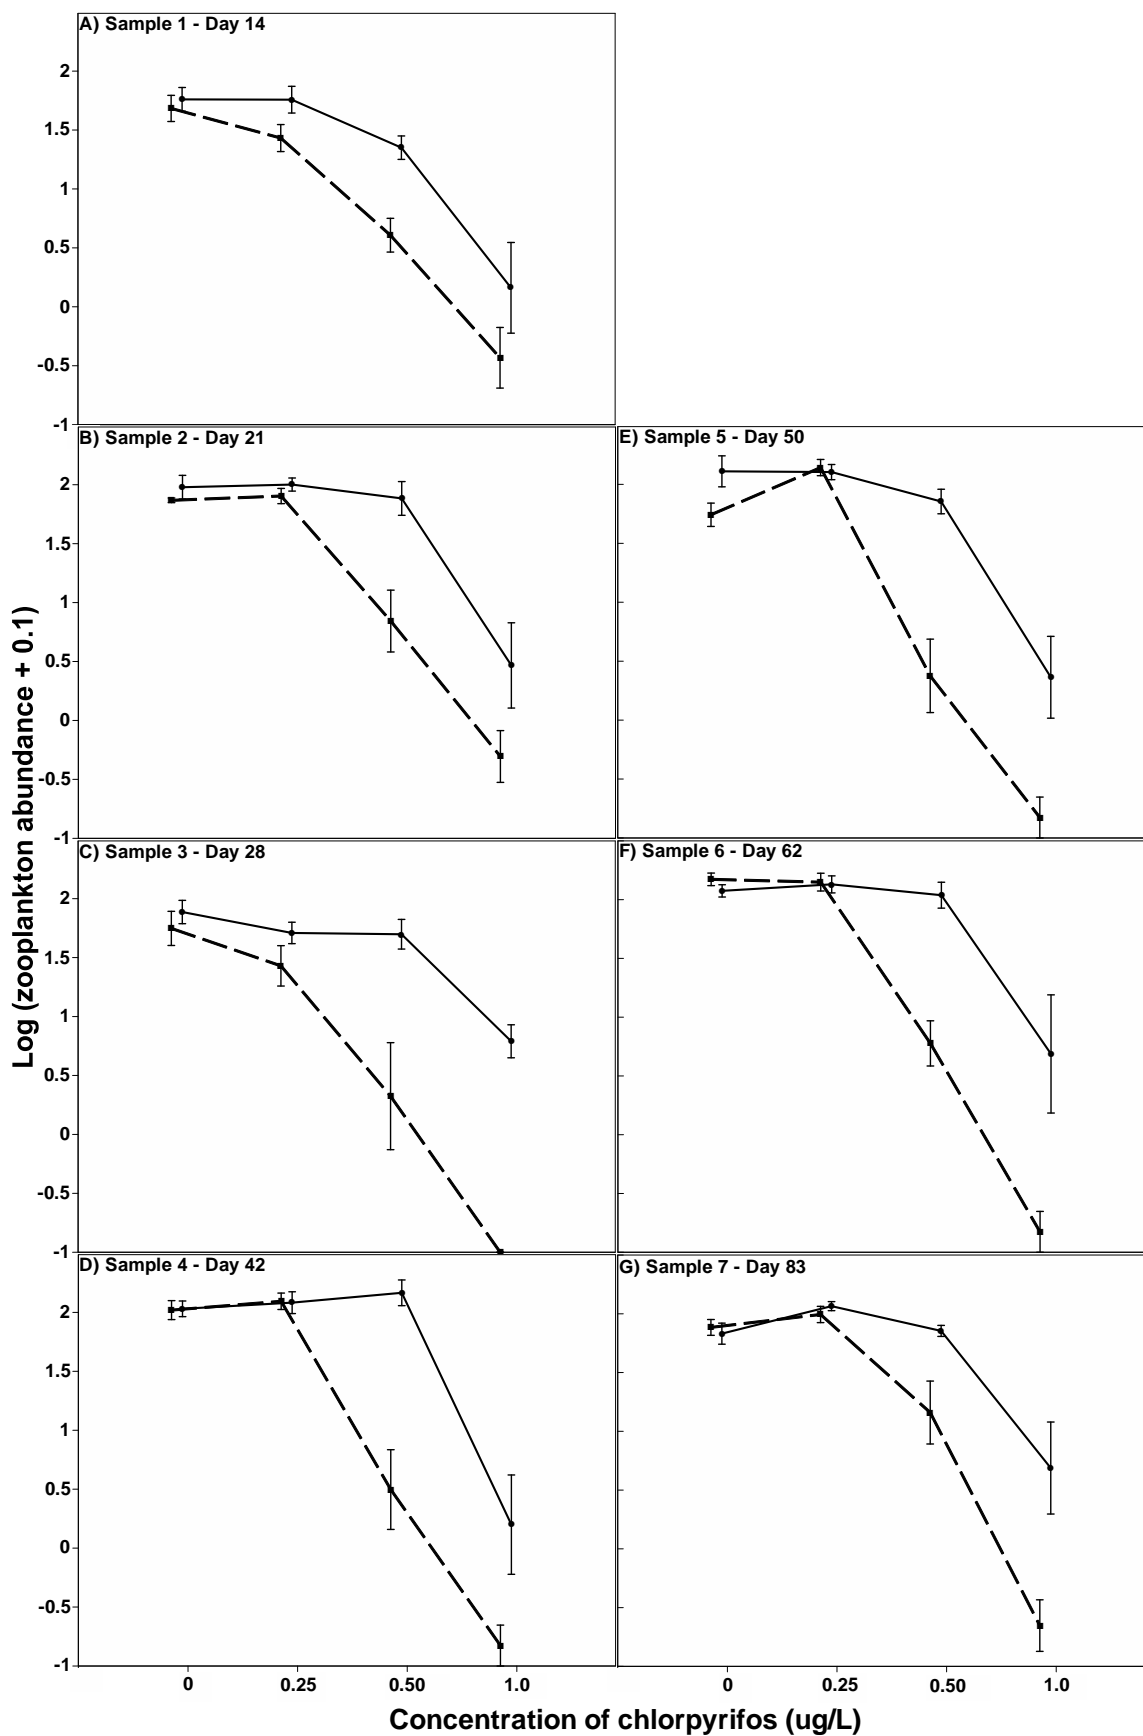 A) Sample 1 - Day 14
2
1.5
1
0.5
0
-0.5
-1
B) Sample 2 - Day 21
2
1.5
1
0.5
0
-0.5
-1
C) Sample 3 - Day 28
2
1.5
1
0.5
0
-0.5
-1
D) Sample 4 - Day 42
2
1.5
1
0.5
0
-0.5
-1
E) Sample 5 - Day 50
F) Sample 6 - Day 62
G) Sample 7 - Day 83
Log (zooplankton abundance + 0.1)
0 0.25 0.50 1.0
0 0.25 0.50 1.0
Concentration of chlorpyrifos (ug/L)